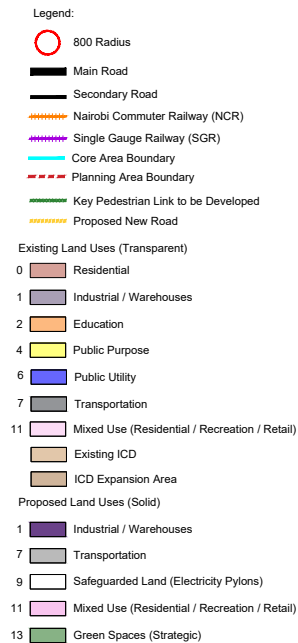 Legend:
800 Radius
Main Road
Secondary Road
Nairobi Commuter Railway (NCR)
Single Gauge Railway (SGR)
Core Area Boundary
Planning Area Boundary
Key Pedestrian Link to be Developed
Proposed New Road
Existing Land Uses (Transparent)
0 Residential
1 Industrial / Warehouses
2 Education
4 Public Purpose
6 Public Utility
7 Transportation
11 Mixed Use (Residential / Recreation / Retail)
Existing ICD
ICD Expansion Area
Proposed Land Uses (Solid)
1 Industrial / Warehouses
7 Transportation
9 Safeguarded Land (Electricity Pylons)
11 Mixed Use (Residential / Recreation / Retail)
13 Green Spaces (Strategic)